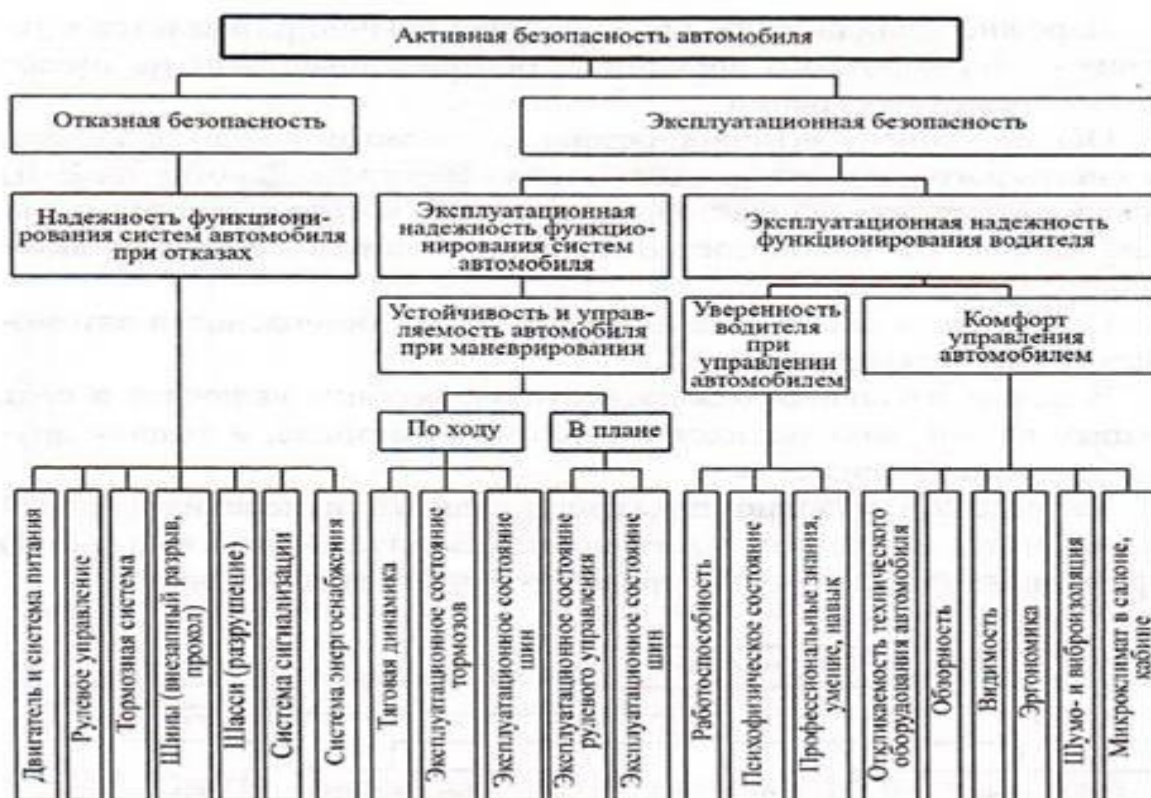 Активная безопасность автомобиля
Отказная безопасность
Эксплуатационная безопасность
Надежность функциони-
рования систем автомобиля
при отказах
Эксплуатационная
надежность функцио-
нирования систем
автомобиля
Эксплуатационная надежность
функционирования водителя
Устойчивость и управ-
ляемость автомобиля
при маневрировании
Уверенность
водителя
при
управлении
автомобилем
Комфорт
управления
автомобилем
По ходу
В плане
Двигатель и система питания
Рулевое управление
Тормозная система
Шины (внезапный разрыв,
прокол)
Шасси (разрушение)
Система сигнализации
Система энергоснабжения
Тяговая динамика
Эксплуатационное состояние
тормозов
Эксплуатационное состояние
шин
Эксплуатационное состояние
рулевого управления
Эксплуатационное состояние
шин
Работоспособность
Психофизическое состояние
Профессиональные знания,
умение, навык
Откликаемость технического
оборудования автомобиля
Обзорность
Видимость
Эргономика
Шумо- и виброизоляция
Микроклимат в салоне,
кабине